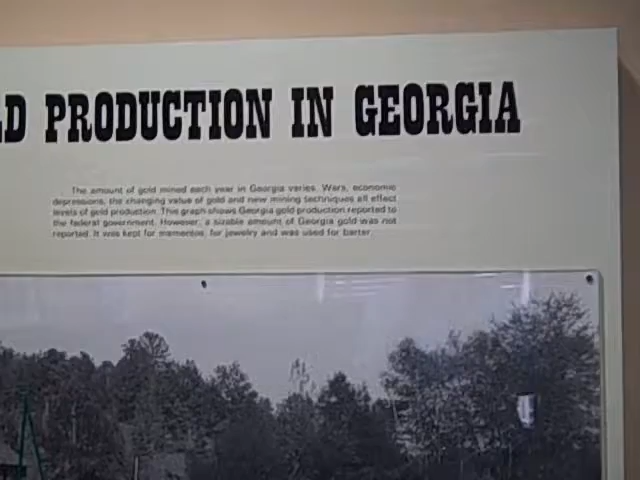 LD PRODUCTION IN GEORGIA
The amount of gold mined each year in Georgia varies. Wars, economic
depressions, the changing value of gold and new mining techniques all effect
levels of gold production. This graph shows Georgia gold production reported to
the federal government. However, a sizable amount of Georgia gold was not
reported. It was kept for mementos, for jewelry and was used for barter.